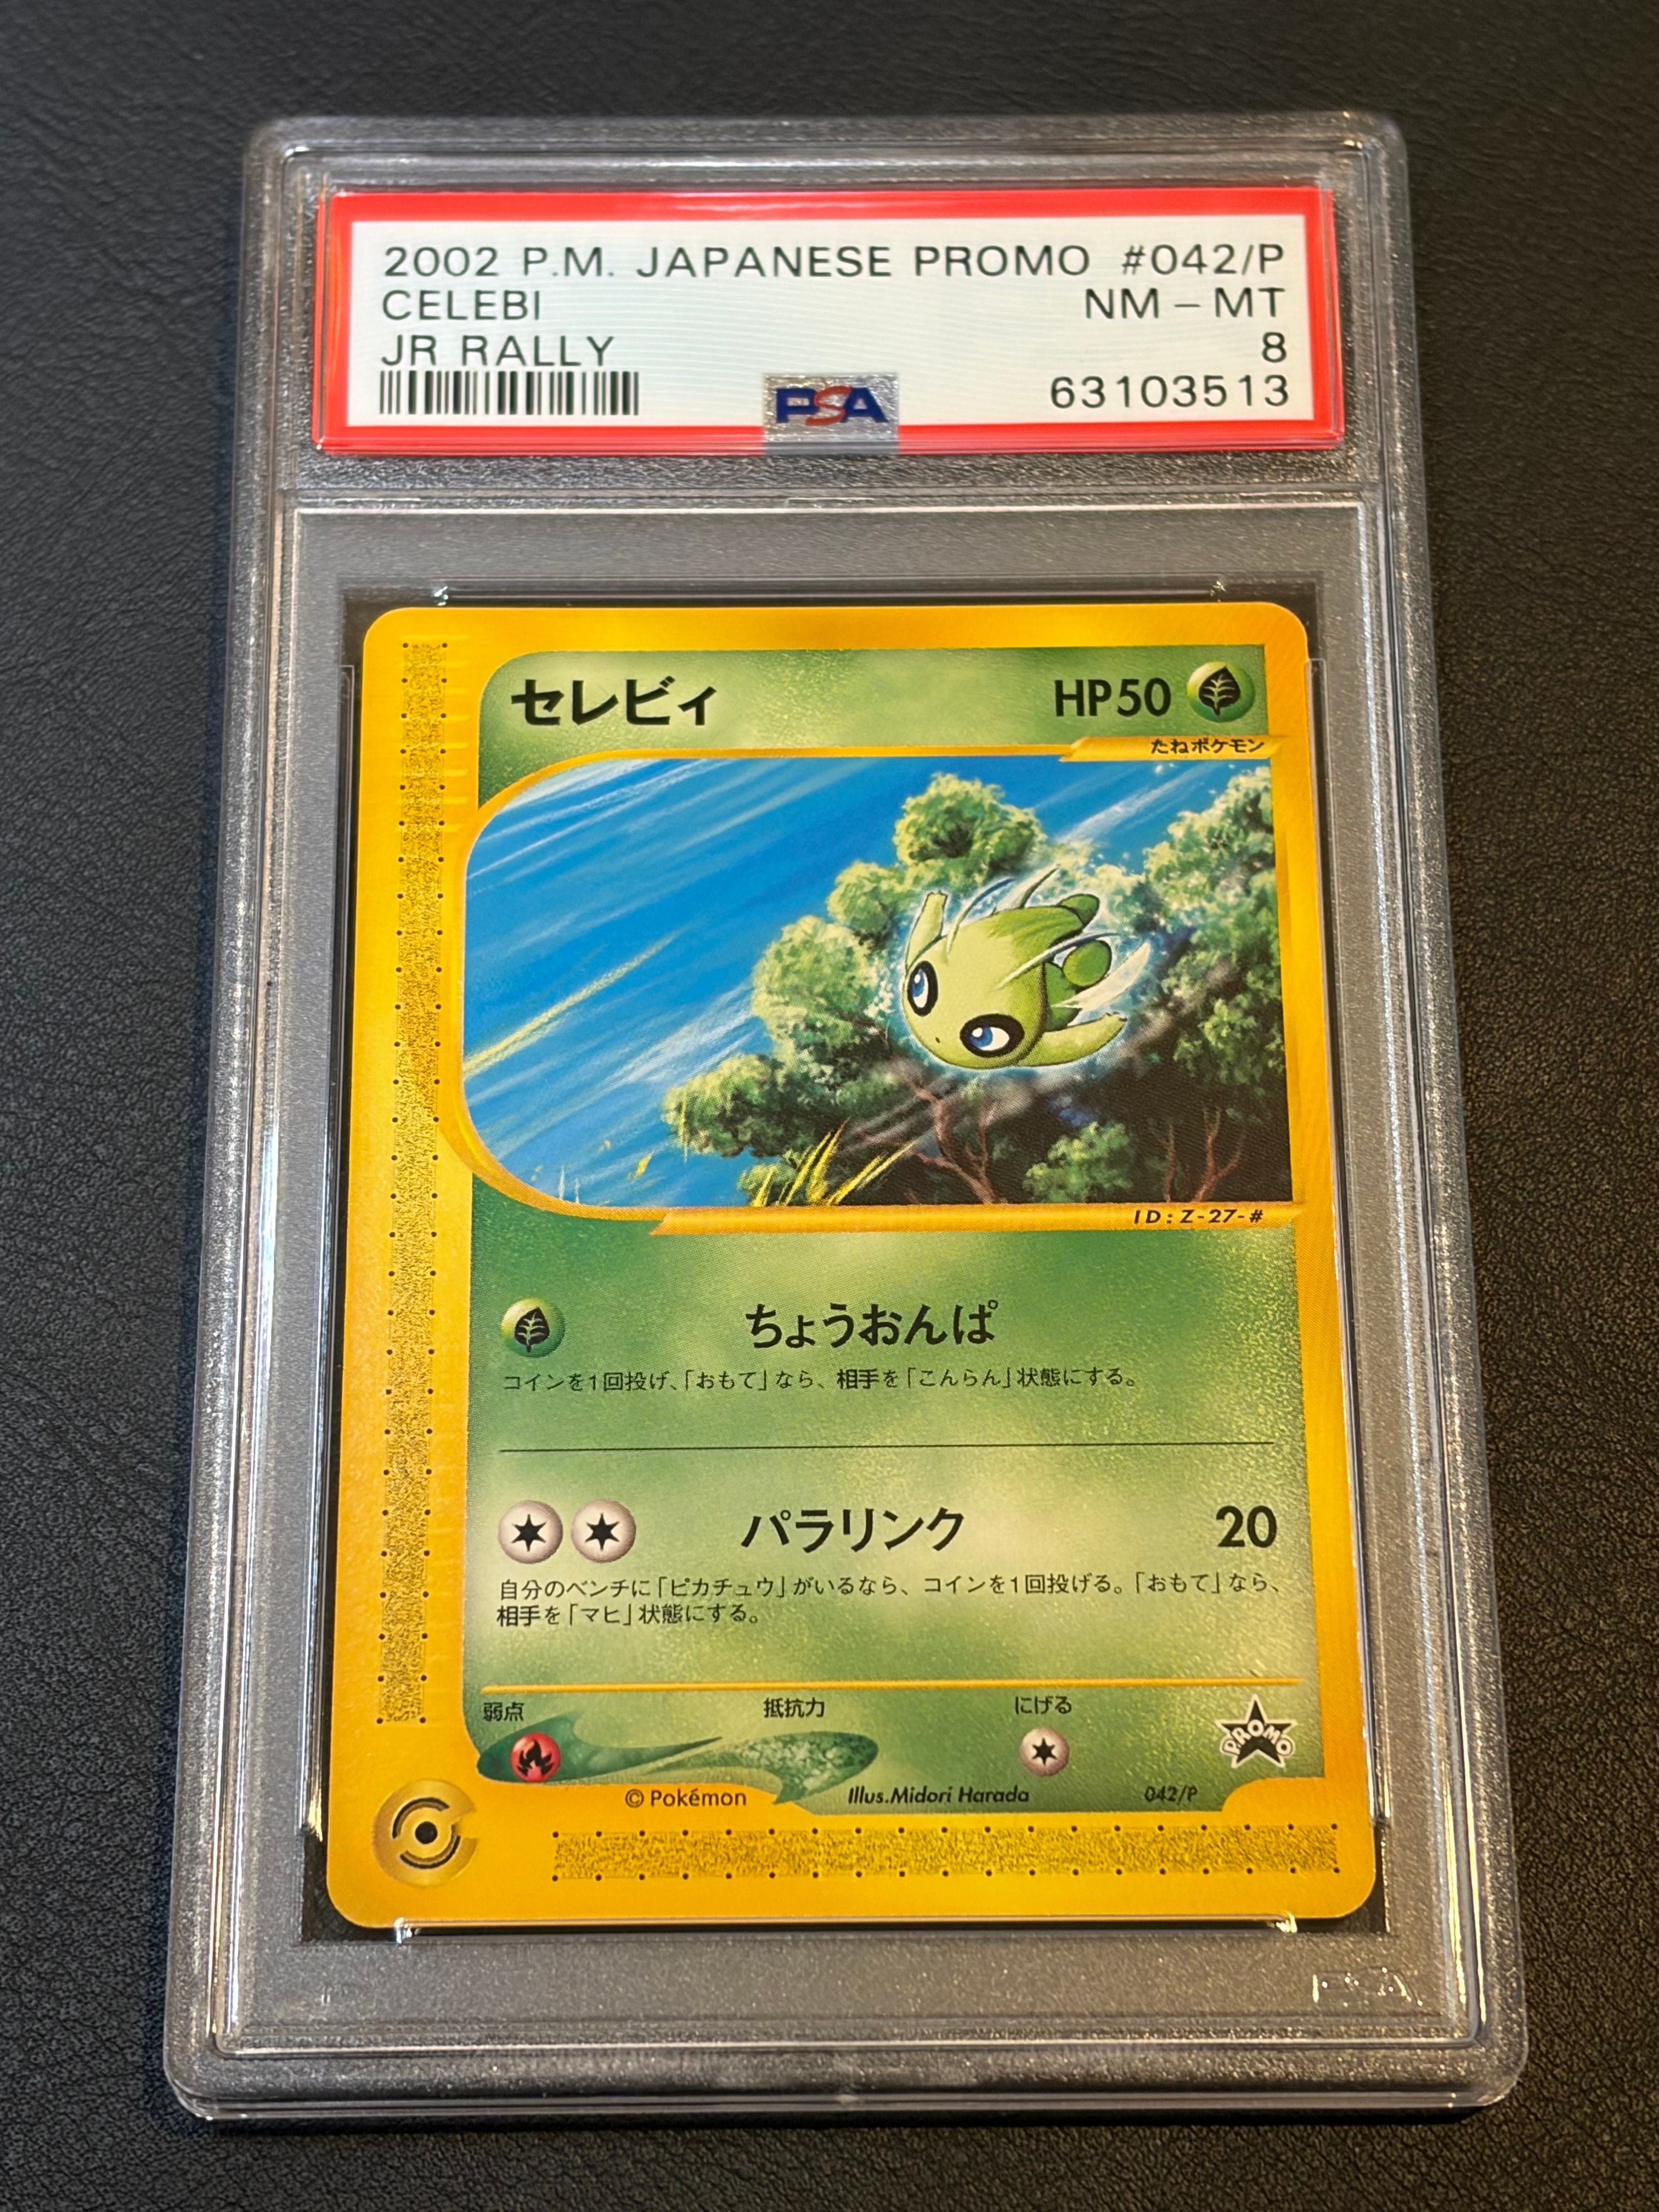 2002 P.M. JAPANESE PROMO #042/P
CELEBI NM - MT
JR RALLY 8
PSA 63103513
セレビィ HP50
たねポケモン
ID:Z-27-#
ちょうおんぱ
コインを1回投げ、「おもて」なら、相手を「こんらん」状態にする。
パラリンク 20
自分のベンチに「ピカチュウ」がいるなら、コインを1回投げる。「おもて」なら、
相手を「マヒ」状態にする。
弱点 抵抗力 にげる
PROMO
© Pokémon Illus.Midori Harada 042/P
PSA